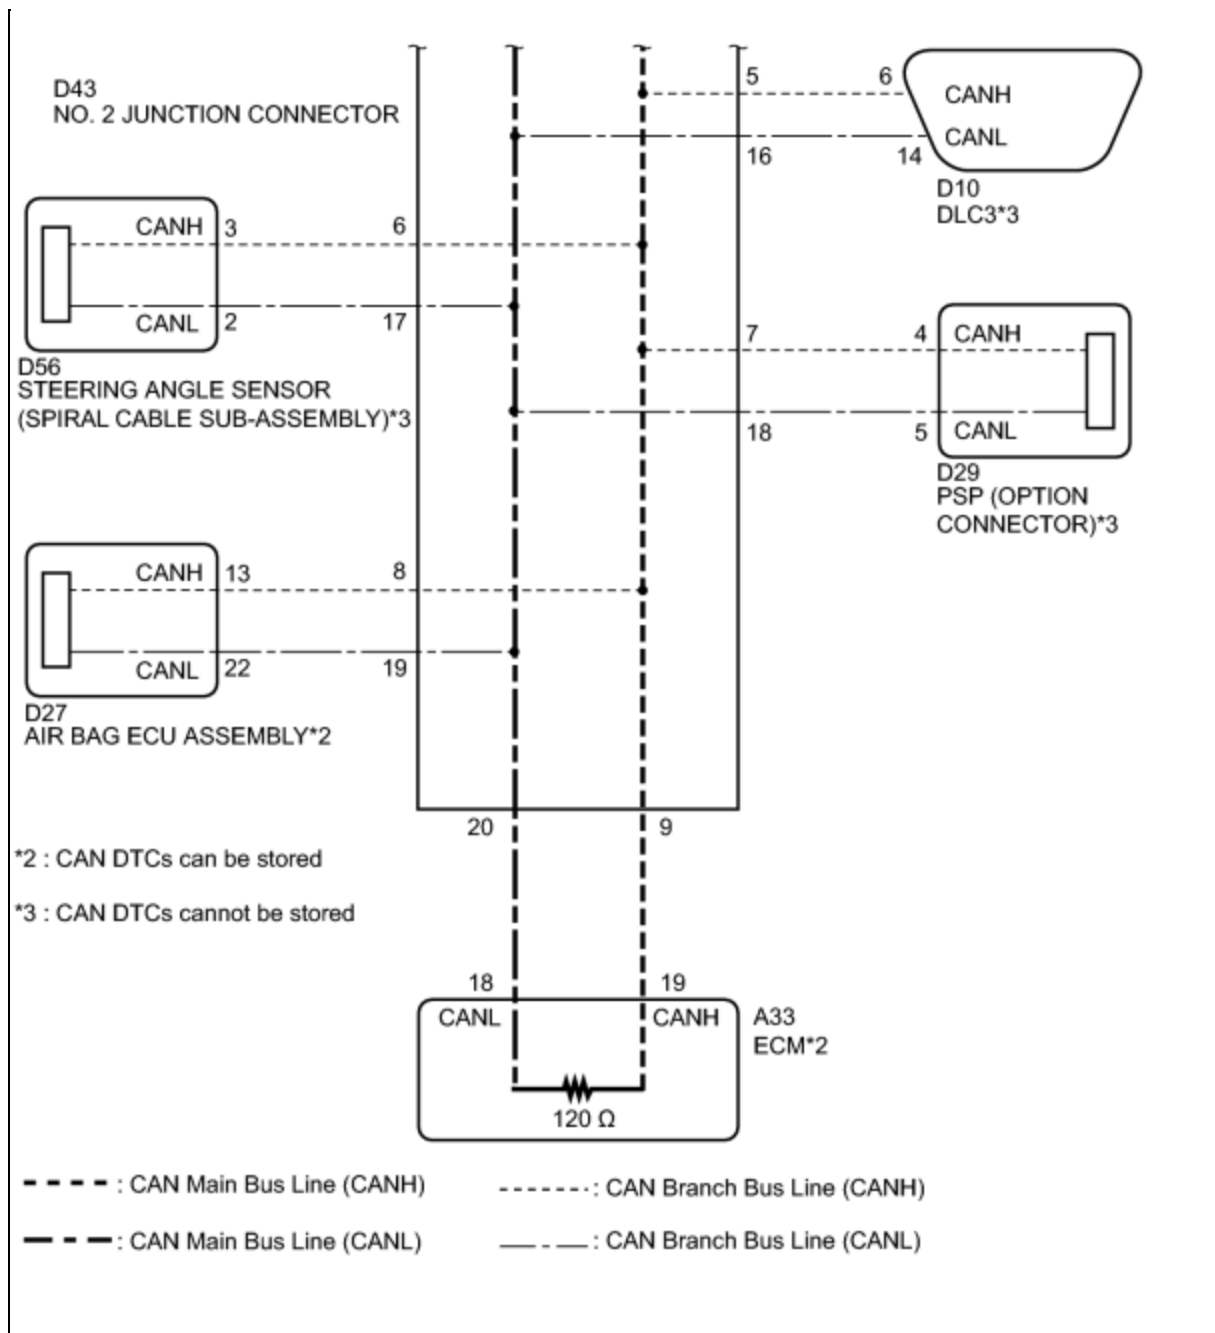 D43
NO. 2 JUNCTION CONNECTOR
5
6
CANH
CANL
16
14
D10
DLC3*3
CANH
3
6
CANL
2
17
D56
STEERING ANGLE SENSOR
(SPIRAL CABLE SUB-ASSEMBLY)*3
7
4
CANH
18
5
CANL
D29
PSP (OPTION
CONNECTOR)*3
CANH
13
8
CANL
22
19
D27
AIR BAG ECU ASSEMBLY*2
20
9
*2 : CAN DTCs can be stored
*3 : CAN DTCs cannot be stored
18
19
CANL
CANH
A33
ECM*2
120 Ω
: CAN Main Bus Line (CANH)
: CAN Branch Bus Line (CANH)
: CAN Main Bus Line (CANL)
: CAN Branch Bus Line (CANL)